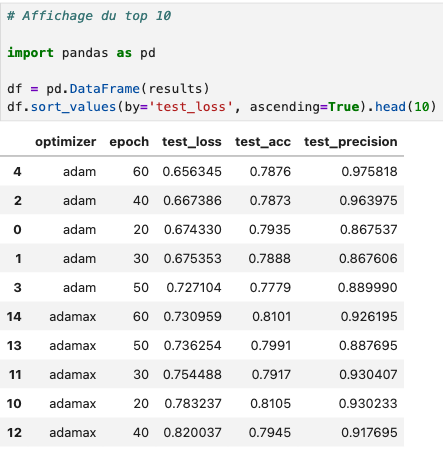 # Affichage du top 10
import pandas as pd
df = pd.DataFrame(results)
df.sort_values(by='test_loss', ascending=True).head(10)
optimizer epoch test_loss test_acc test_precision
4 adam 60 0.656345 0.7876 0.975818
2 adam 40 0.667386 0.7873 0.963975
0 adam 20 0.674330 0.7935 0.867537
1 adam 30 0.675353 0.7888 0.867606
3 adam 50 0.727104 0.7779 0.889990
14 adamax 60 0.730959 0.8101 0.926195
13 adamax 50 0.736254 0.7991 0.887695
11 adamax 30 0.754488 0.7917 0.930407
10 adamax 20 0.783237 0.8105 0.930233
12 adamax 40 0.820037 0.7945 0.917695